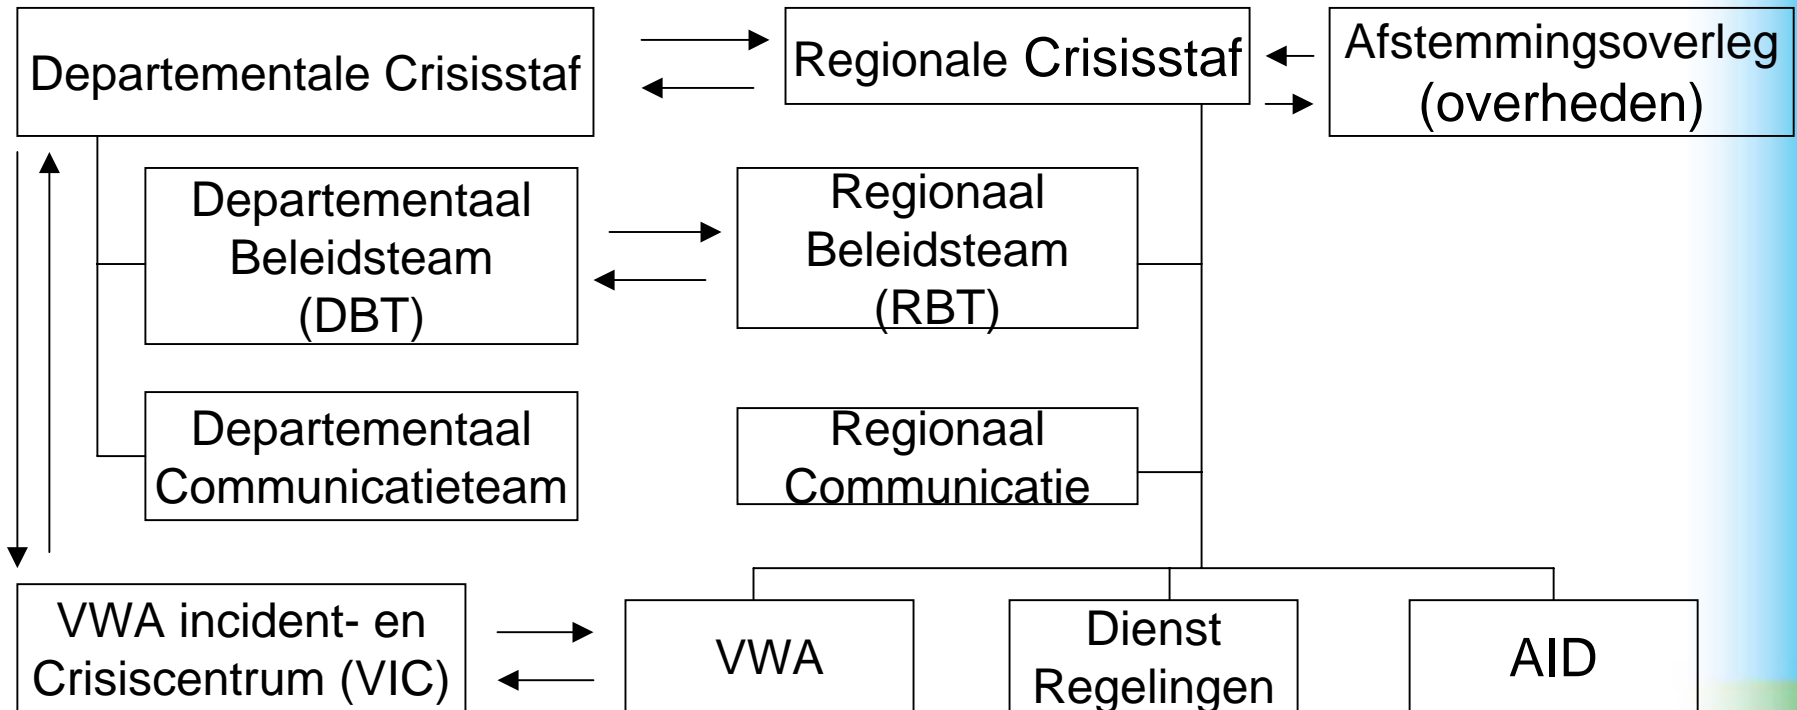 Departementale Crisisstaf
Regionale Crisisstaf
Afstemmingsoverleg
(overheden)
Departementaal
Beleidsteam
(DBT)
Regionaal
Beleidsteam
(RBT)
Departementaal
Communicatieteam
Regionaal
Communicatie
VWA incident- en
Crisiscentrum (VIC)
VWA
Dienst
Regelingen
AID